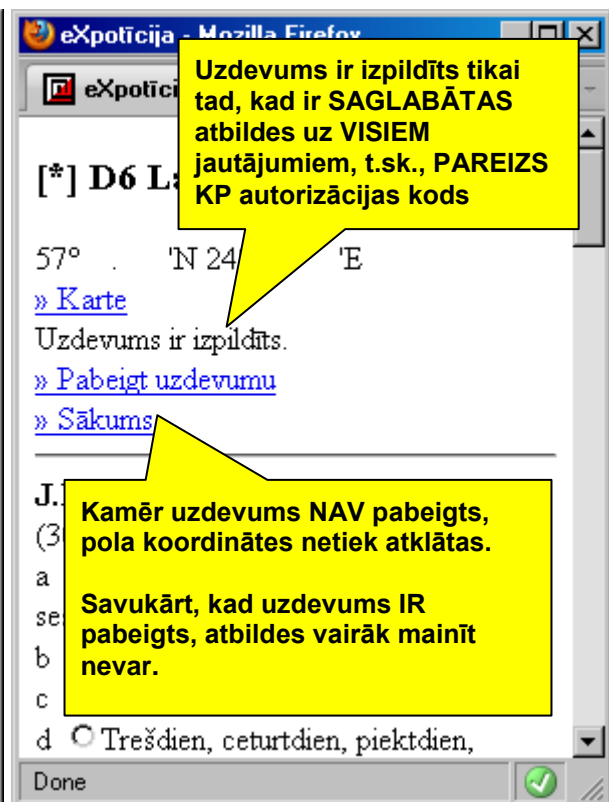 eXpotīcija - Mozilla Firefox
eXpotīci
Uzdevums ir izpildīts tikai
tad, kad ir SAGLABĀTAS
atbildes uz VISIEM
jautājumiem, t.sk., PAREIZS
KP autorizācijas kods
[*] D6 L
57° . 'N 24° 'E
» Karte
Uzdevums ir izpildīts.
» Pabeigt uzdevumu
» Sākums
J.
(3
a
se
b
c
Kamēr uzdevums NAV pabeigts,
pola koordinātes netiek atklātas.
Savukārt, kad uzdevums IR
pabeigts, atbildes vairāk mainīt
nevar.
d Trešdien, ceturtdien, piektdien,
Done